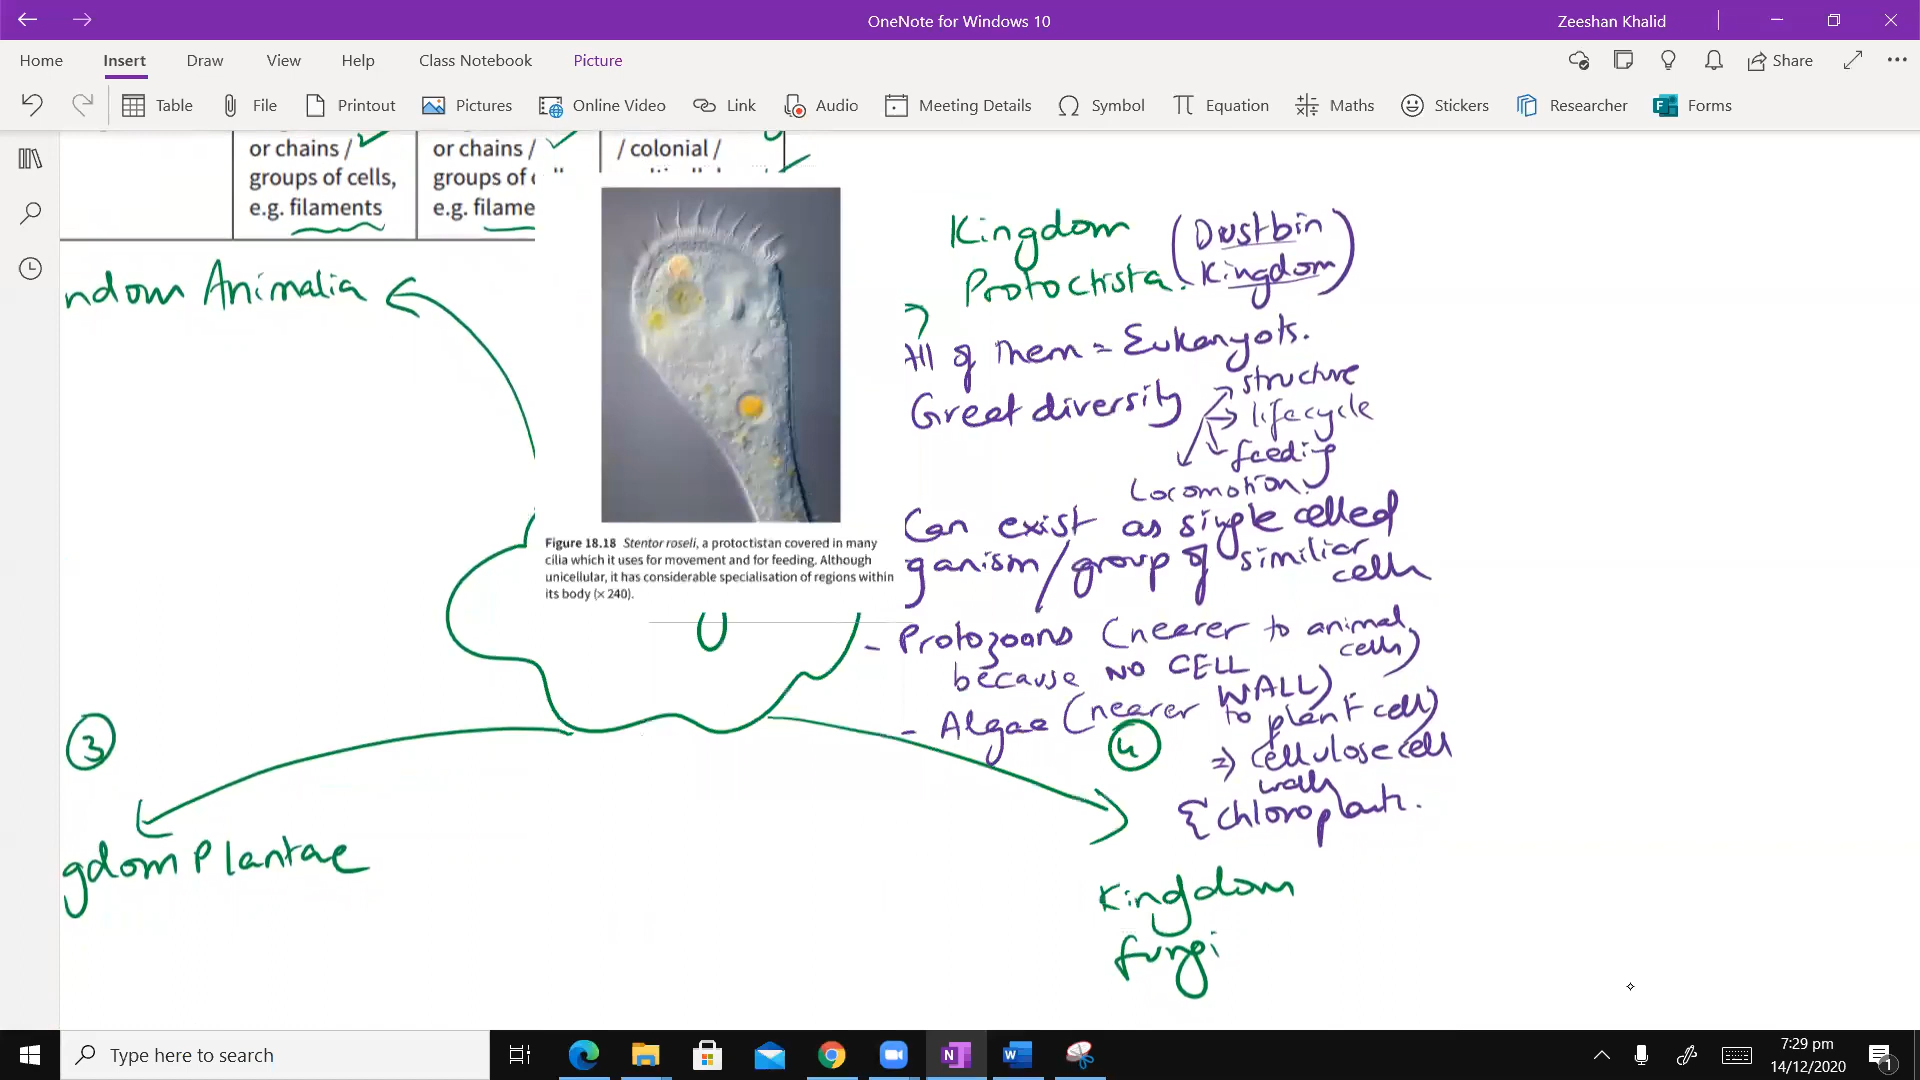 OneNote for Windows 10
Zeeshan Khalid
Home Insert Draw View Help Class Notebook Picture
Share
Table File Printout Pictures Online Video Link Audio Meeting Details Symbol Equation Maths Stickers Researcher Forms
or chains /
groups of cells,
e.g. filaments
or chains /
groups of
e.g. filame
/ colonial /
Kingdom
Protoctista.
(Dustbin
Kingdom)
ndom Animalia
All of them = Eukaryots.
Great diversity
structure
lifecycle
feeding
Locomotion.
Figure 18.18 Stentor roseli, a protoctistan covered in many
cilia which it uses for movement and for feeding. Although
unicellular, it has considerable specialisation of regions within
its body (× 240).
Can exist as single celled
ganism/group of similier
cells
- Protozoans (nearer to animal
cells)
because NO CELL
WALL)
- Algae (nearer to plant cell)
⇒ cellulose cell
walls
{ chloroplasts.
3
4
gdom Plantae
Kingdom
fungi
Type here to search
7:29 pm
14/12/2020
1